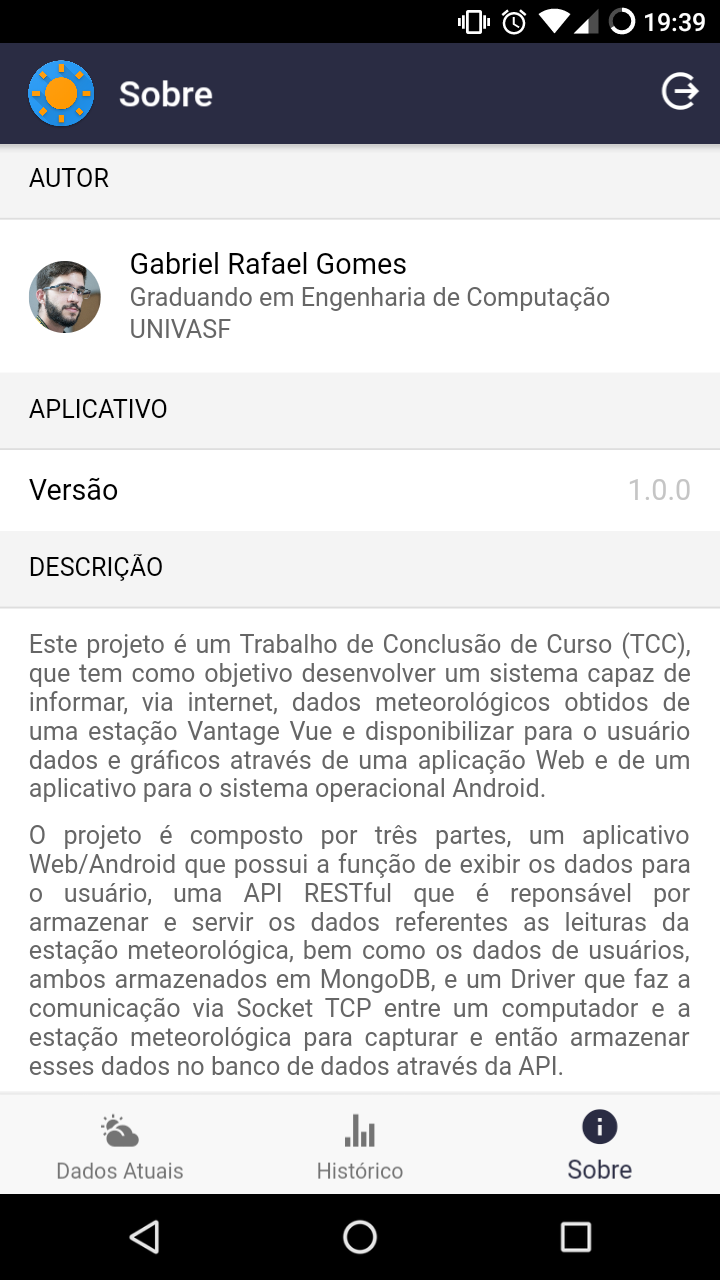 19:39
Sobre
AUTOR
Gabriel Rafael Gomes
Graduando em Engenharia de Computação
UNIVASF
APLICATIVO
Versão 1.0.0
DESCRIÇÃO
Este projeto é um Trabalho de Conclusão de Curso (TCC),
que tem como objetivo desenvolver um sistema capaz de
informar, via internet, dados meteorológicos obtidos de
uma estação Vantage Vue e disponibilizar para o usuário
dados e gráficos através de uma aplicação Web e de um
aplicativo para o sistema operacional Android.
O projeto é composto por três partes, um aplicativo
Web/Android que possui a função de exibir os dados para
o usuário, uma API RESTful que é reponsável por
armazenar e servir os dados referentes as leituras da
estação meteorológica, bem como os dados de usuários,
ambos armazenados em MongoDB, e um Driver que faz a
comunicação via Socket TCP entre um computador e a
estação meteorológica para capturar e então armazenar
esses dados no banco de dados através da API.
Dados Atuais Histórico Sobre